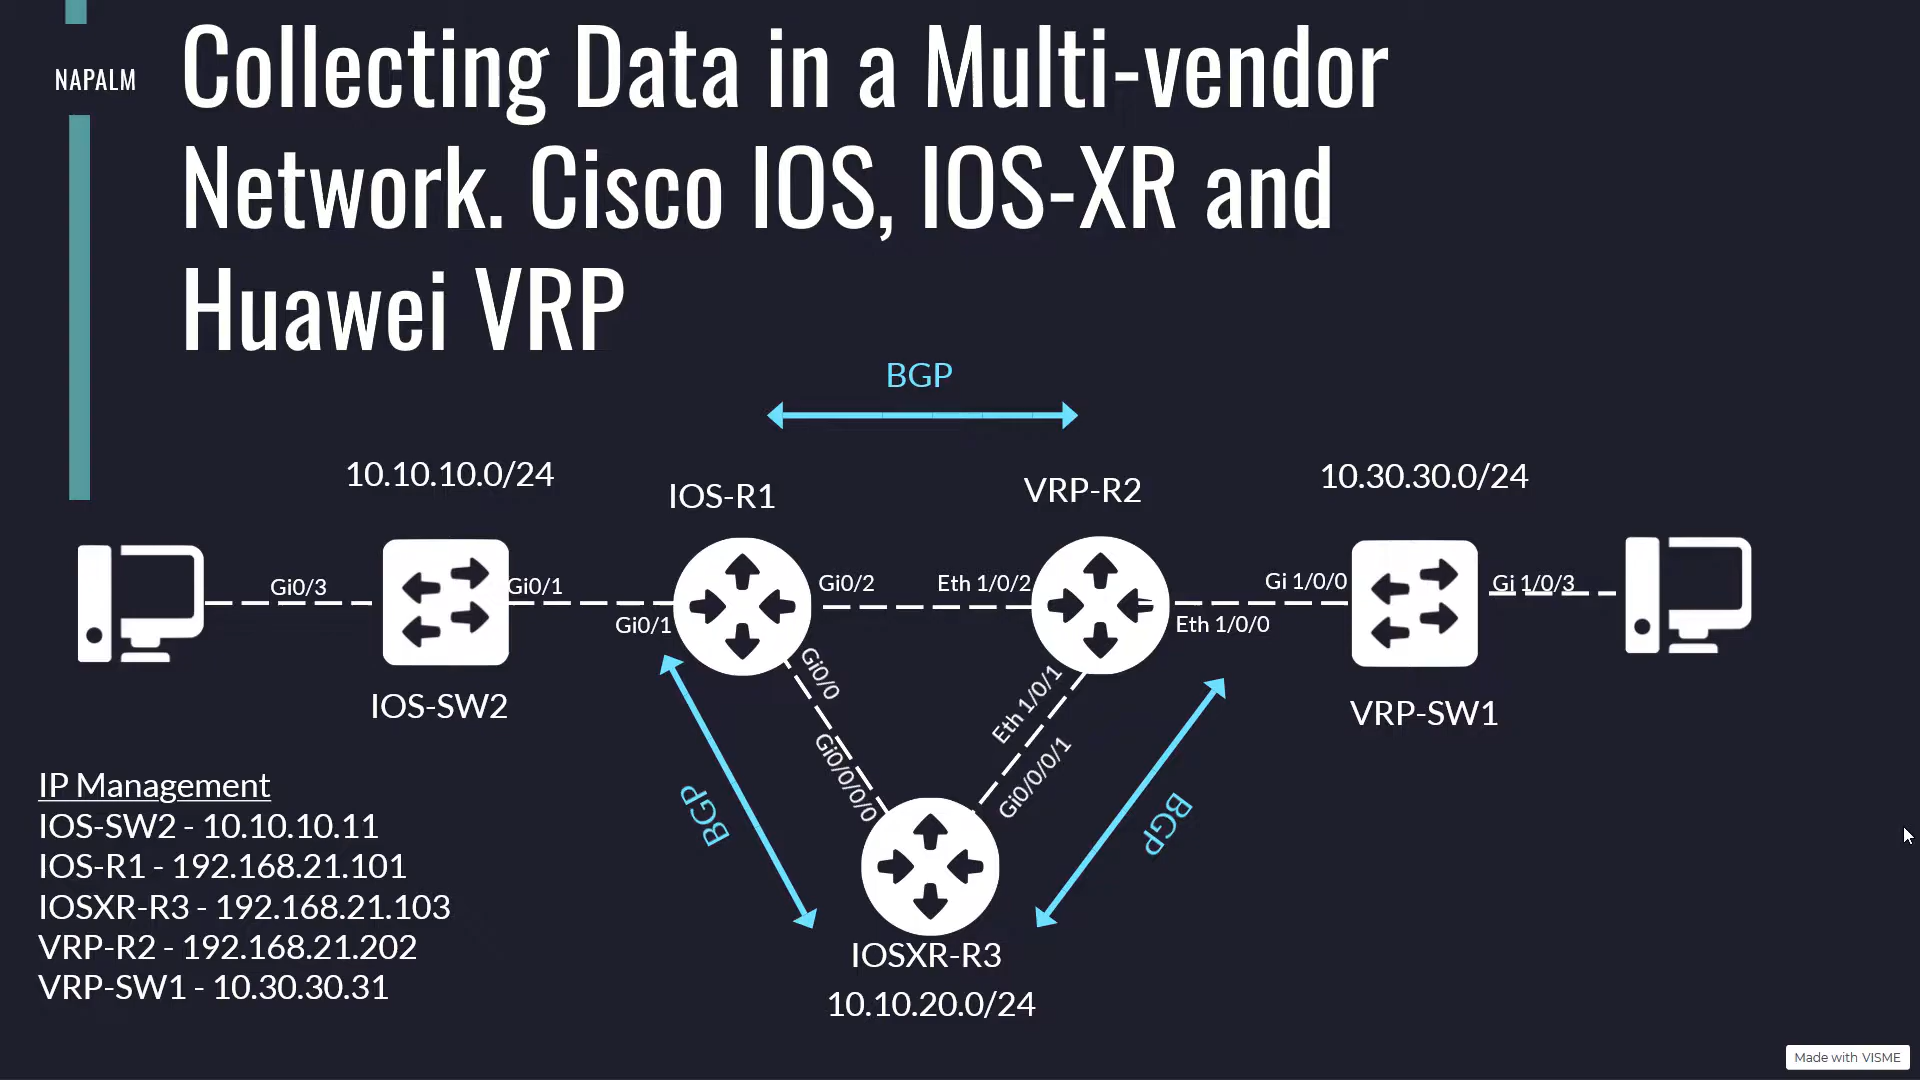 NAPALM
Collecting Data in a Multi-vendor
Network. Cisco IOS, IOS-XR and
Huawei VRP
BGP
10.10.10.0/24
IOS-R1
VRP-R2
10.30.30.0/24
Gi0/3
Gi0/1
Gi0/1
Gi0/2
Eth 1/0/2
Eth 1/0/0
Gi 1/0/0
Gi 1/0/3
IOS-SW2
VRP-SW1
Gi0/0
Gi0/0/0/0
Eth 1/0/1
Gi0/0/0/1
BGP
BGP
IOSXR-R3
10.10.20.0/24
IP Management
IOS-SW2 - 10.10.10.11
IOS-R1 - 192.168.21.101
IOSXR-R3 - 192.168.21.103
VRP-R2 - 192.168.21.202
VRP-SW1 - 10.30.30.31
Made with VISME